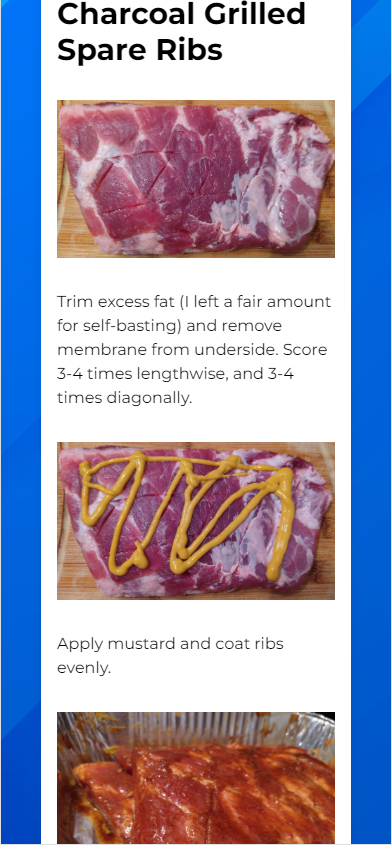 Charcoal Grilled
Spare Ribs
Trim excess fat (I left a fair amount
for self-basting) and remove
membrane from underside. Score
3-4 times lengthwise, and 3-4
times diagonally.
Apply mustard and coat ribs
evenly.